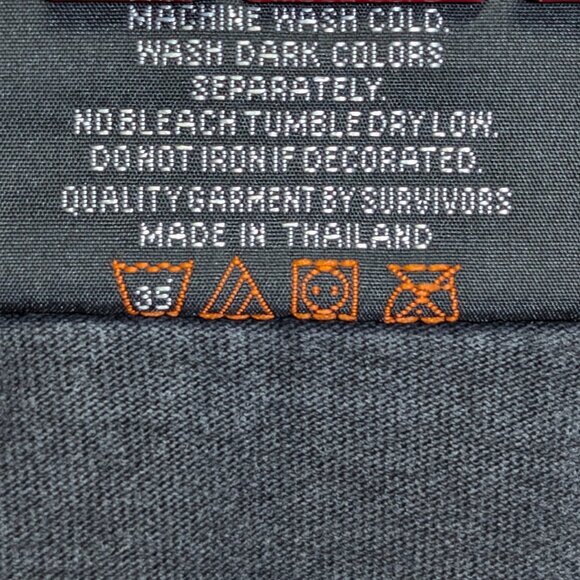 MACHINE WASH COLD.
WASH DARK COLORS
SEPARATELY.
NO BLEACH TUMBLE DRY LOW.
DO NOT IRON IF DECORATED.
QUALITY GARMENT BY SURVIVORS
MADE IN THAILAND
35